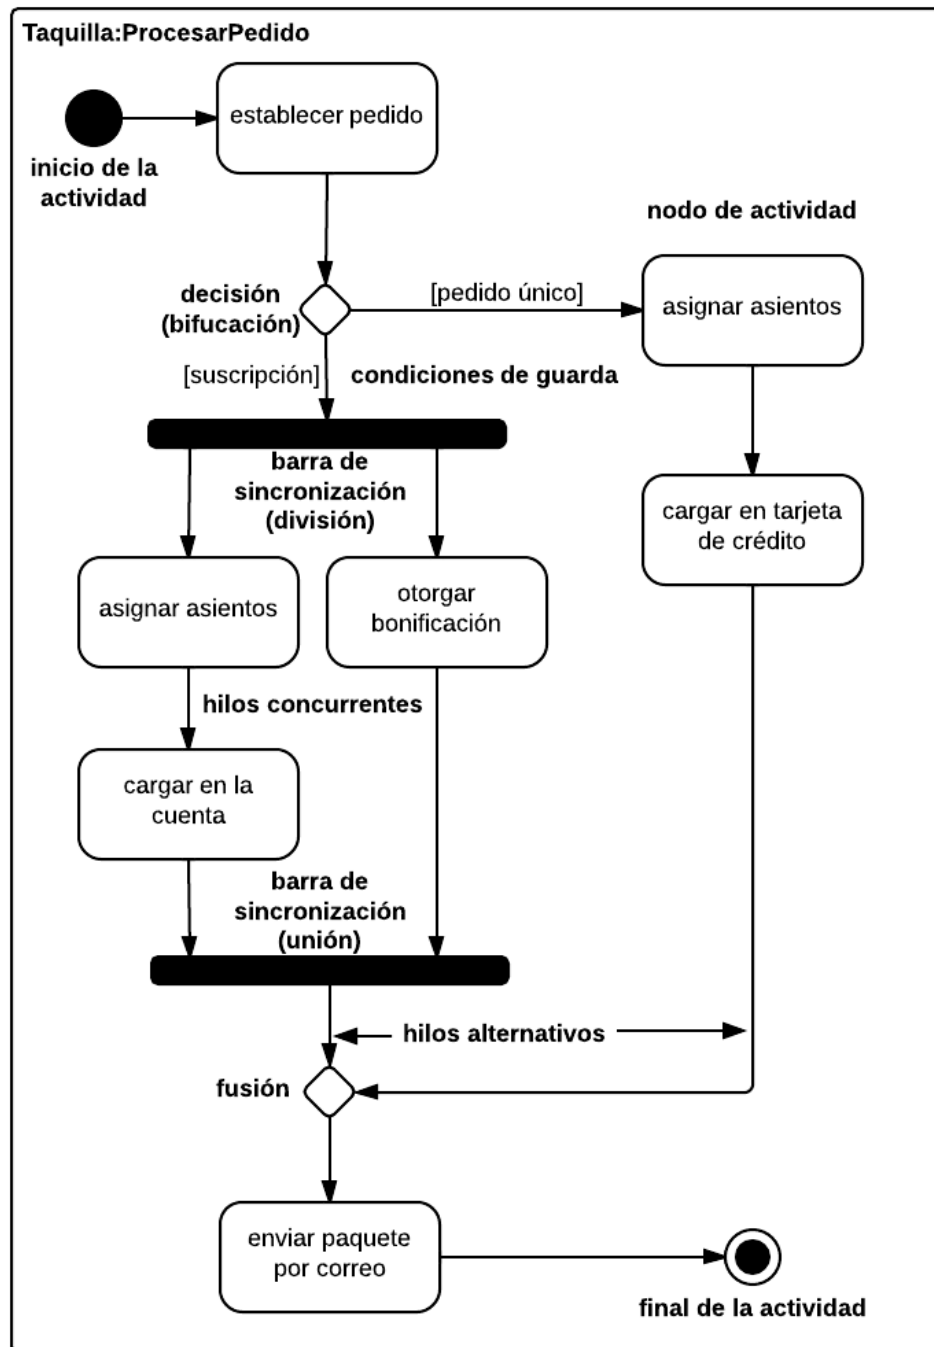 Taquilla:ProcesarPedido
establecer pedido
inicio de la
actividad
nodo de actividad
decisión
(bifucación)
[pedido único]
asignar asientos
[suscripción]
condiciones de guarda
barra de
sincronización
(división)
cargar en tarjeta
de crédito
asignar asientos
otorgar
bonificación
hilos concurrentes
cargar en la
cuenta
barra de
sincronización
(unión)
hilos alternativos
fusión
enviar paquete
por correo
final de la actividad